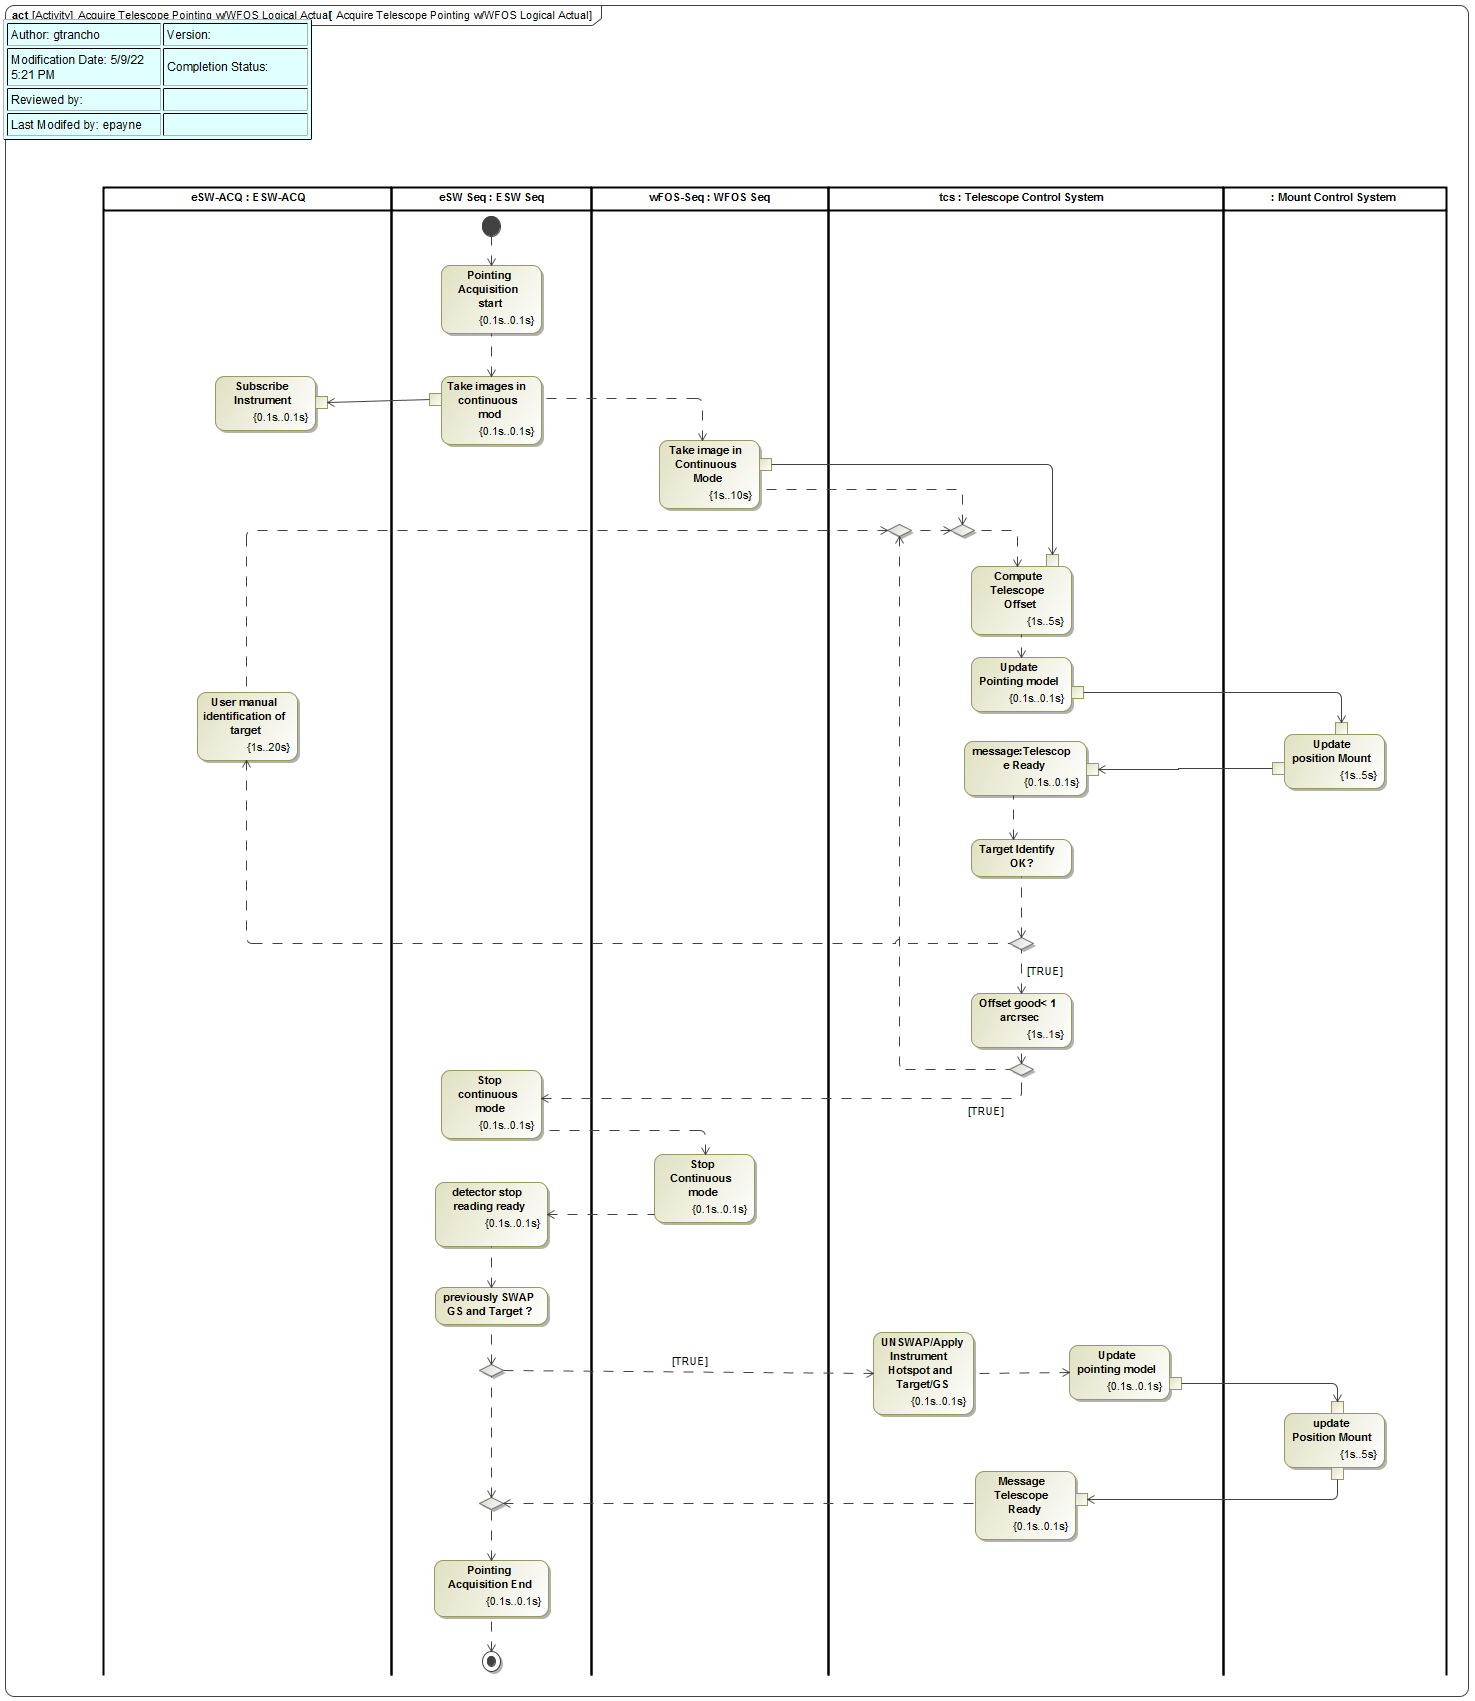 act [Activity] Acquire Telescope Pointing w/WFOS Logical Actual[ Acquire Telescope Pointing w/WFOS Logical Actual]
Author: gtrancho
Version:
Modification Date: 5/9/22
5:21 PM
Completion Status:
Reviewed by:
Last Modifed by: epayne
eSW-ACQ : ESW-ACQ
eSW Seq : ESW Seq
wFOS-Seq : WFOS Seq
tcs : Telescope Control System
: Mount Control System
Pointing
Acquisition
start
{0.1s..0.1s}
Subscribe
Instrument
{0.1s..0.1s}
Take images in
continuous
mod
{0.1s..0.1s}
Take image in
Continuous
Mode
{1s..10s}
Compute
Telescope
Offset
{1s..5s}
Update
Pointing model
{0.1s..0.1s}
User manual
identification of
target
{1s..20s}
Update
position Mount
{1s..5s}
message:Telescop
e Ready
{0.1s..0.1s}
Target Identify
OK?
[TRUE]
Offset good< 1
arcrsec
{1s..1s}
Stop
continuous
mode
{0.1s..0.1s}
[TRUE]
Stop
Continuous
mode
{0.1s..0.1s}
detector stop
reading ready
{0.1s..0.1s}
previously SWAP
GS and Target ?
[TRUE]
UNSWAP/Apply
Instrument
Hotspot and
Target/GS
{0.1s..0.1s}
Update
pointing model
{0.1s..0.1s}
update
Position Mount
{1s..5s}
Message
Telescope
Ready
{0.1s..0.1s}
Pointing
Acquisition End
{0.1s..0.1s}